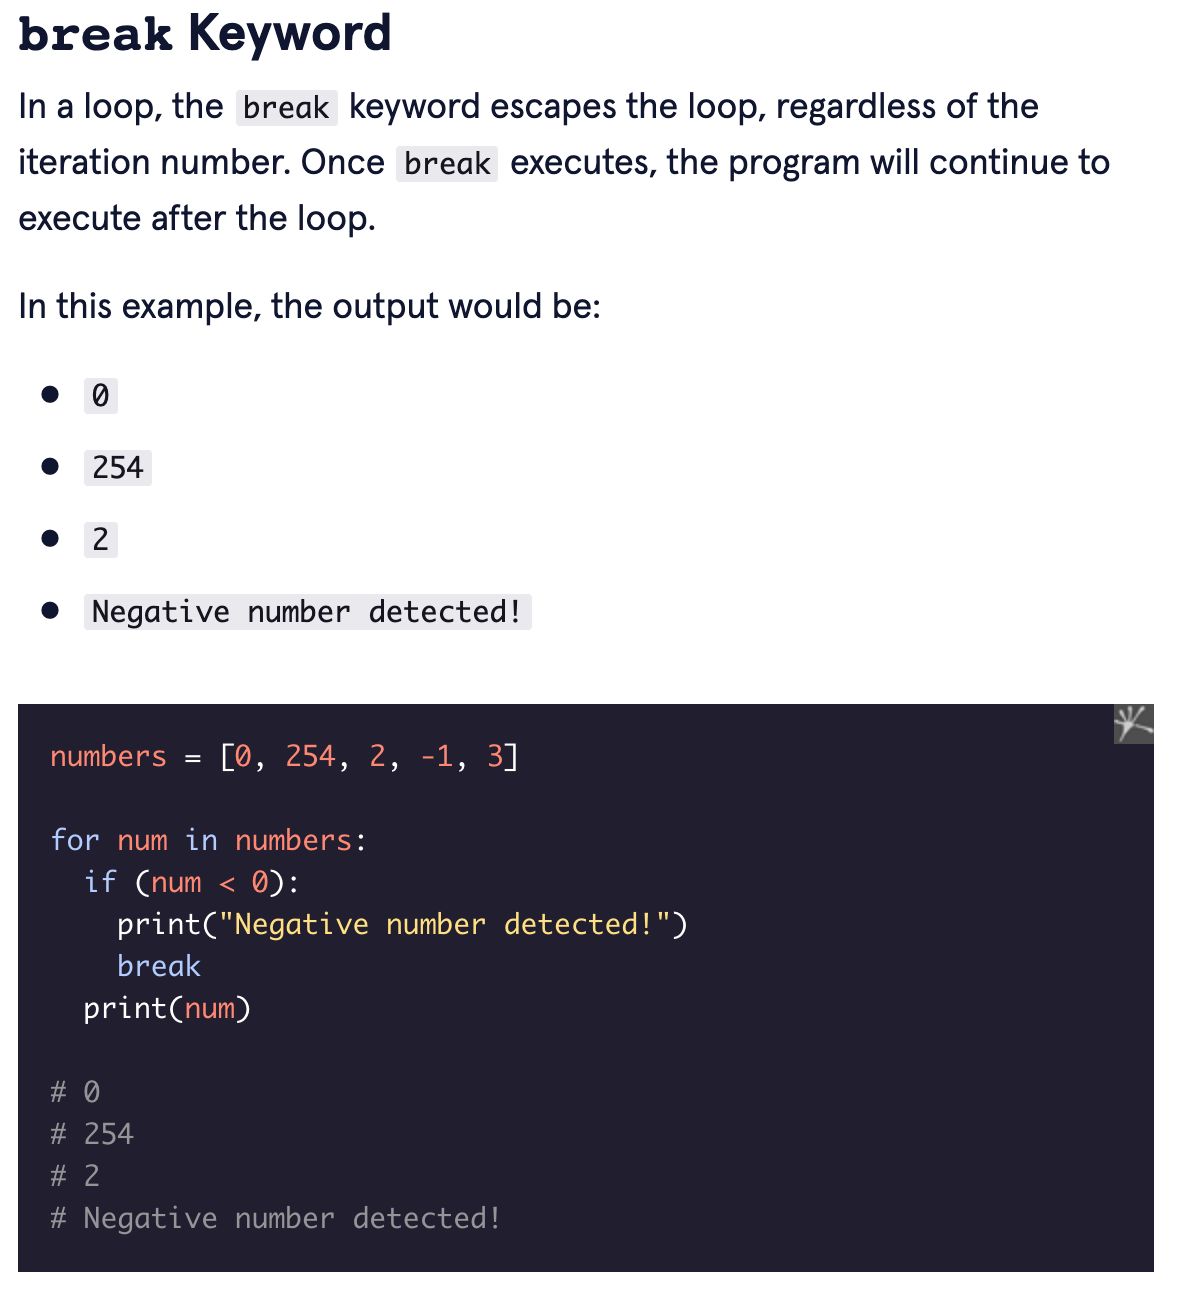 break Keyword
In a loop, the break keyword escapes the loop, regardless of the
iteration number. Once break executes, the program will continue to
execute after the loop.
In this example, the output would be:
0
254
2
Negative number detected!
numbers = [0, 254, 2, -1, 3]
for num in numbers:
  if (num < 0):
    print("Negative number detected!")
    break
  print(num)
# 0
# 254
# 2
# Negative number detected!